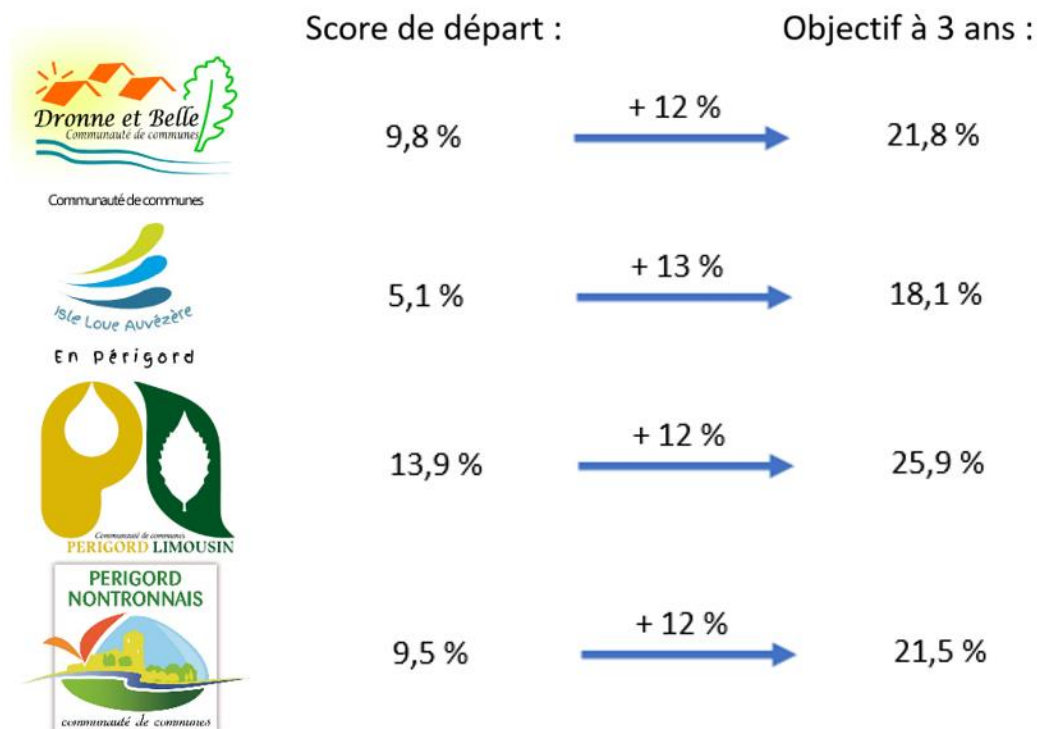 Score de départ : Objectif à 3 ans :
Dronne et Belle
Communauté de communes
9,8 % + 12 % 21,8 %
Communauté de communes
Isle Loue Auvézère
En Périgord
5,1 % + 13 % 18,1 %
13,9 % + 12 % 25,9 %
Communauté de communes
PERIGORD LIMOUSIN
PERIGORD
NONTRONNAIS
9,5 % + 12 % 21,5 %
communauté de communes